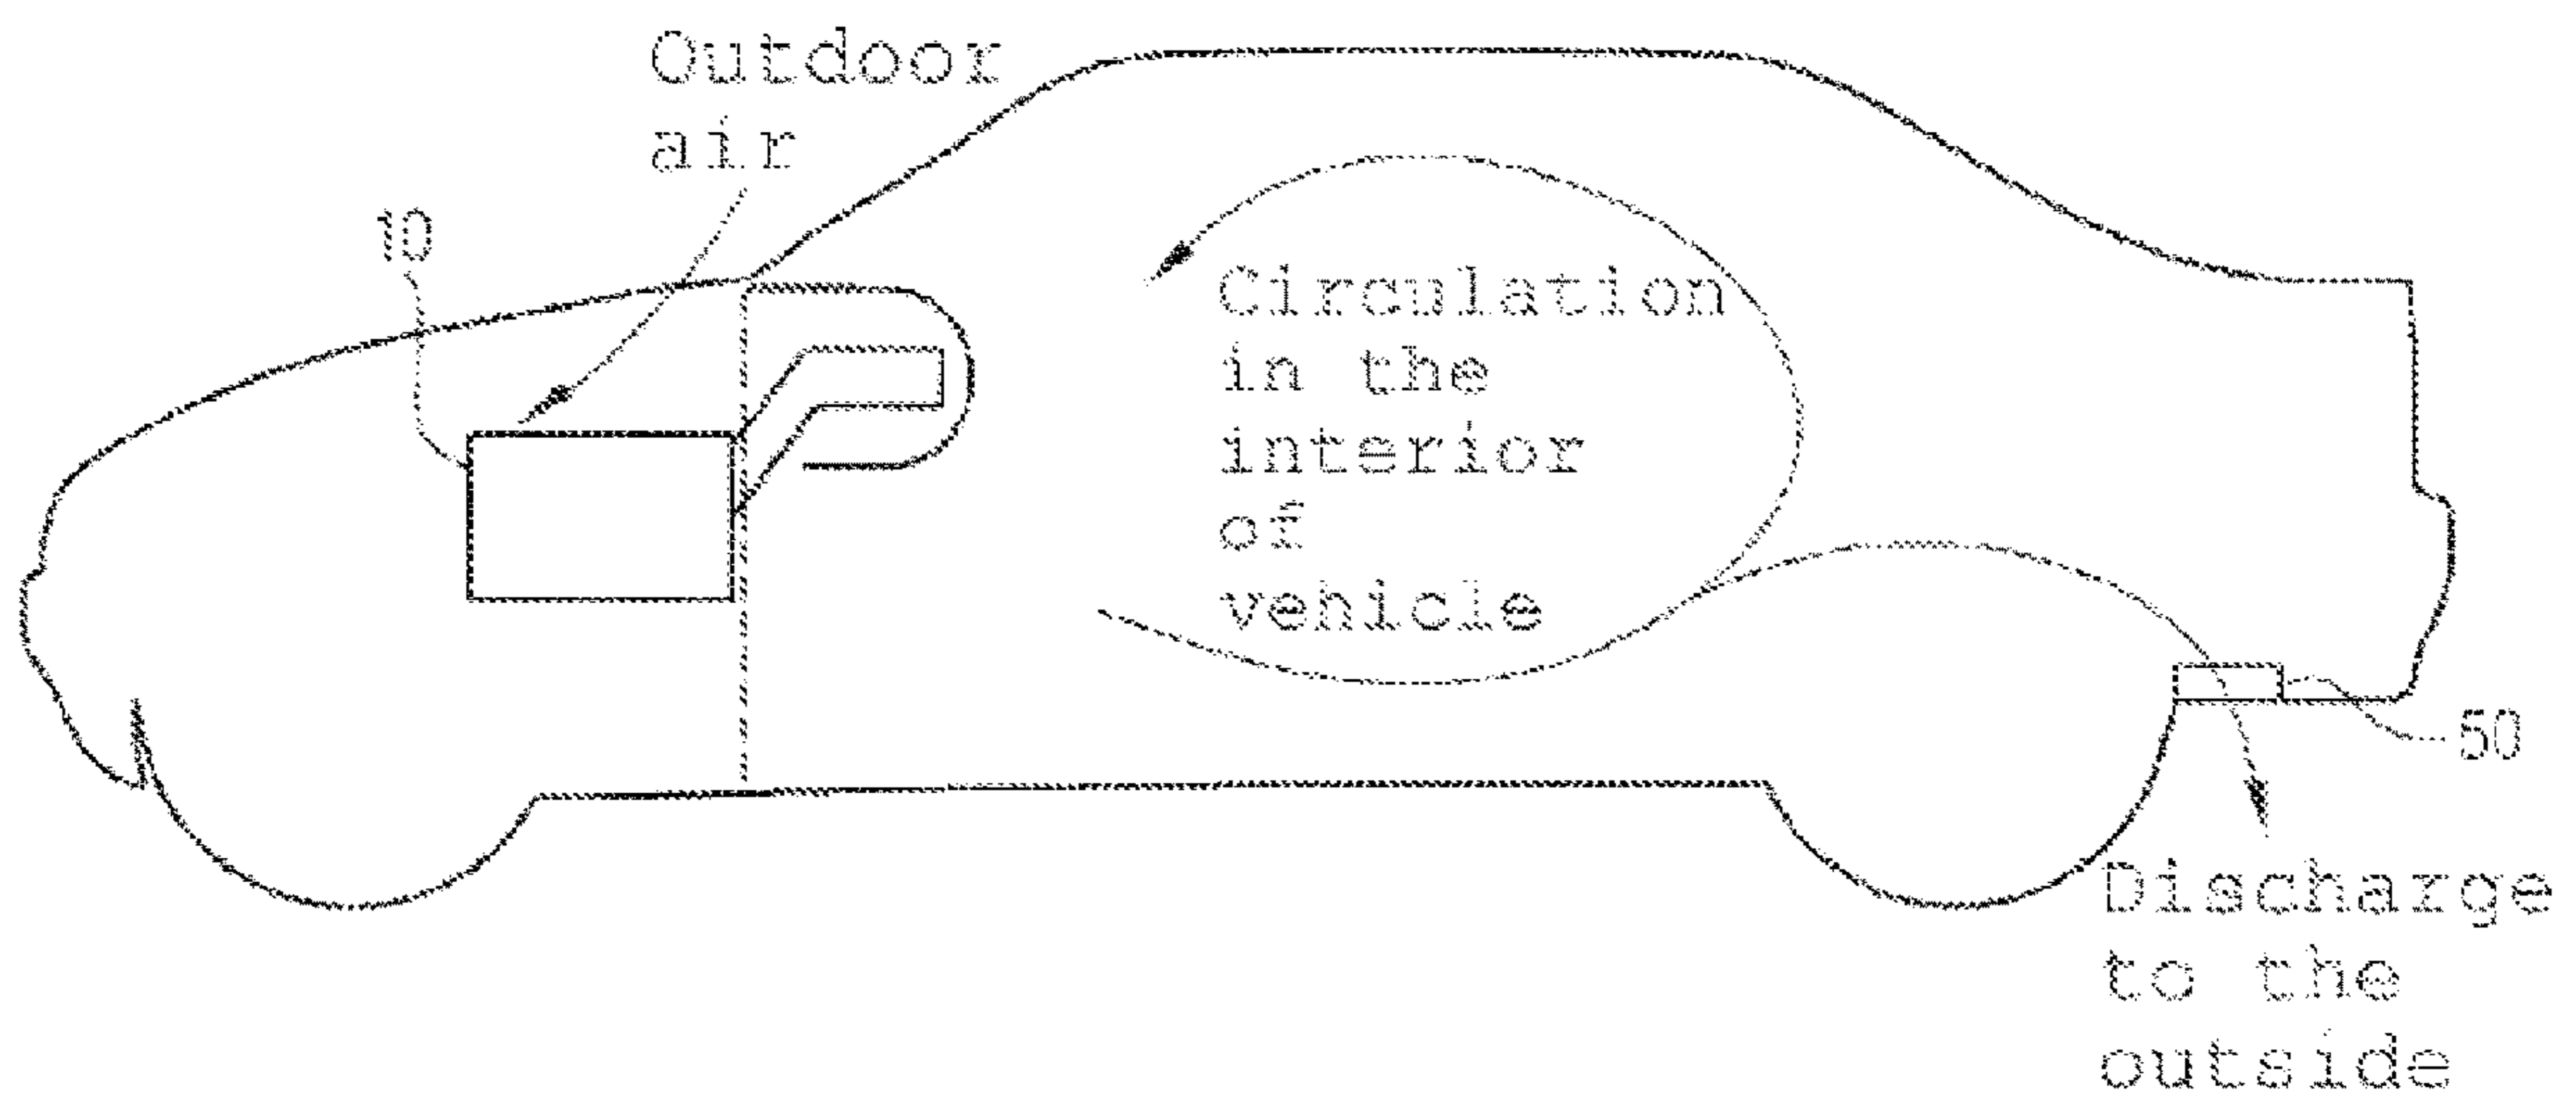 Outdoor
air
10
Circulation
in the
interior
of
vehicle
50
Discharge
to the
outside